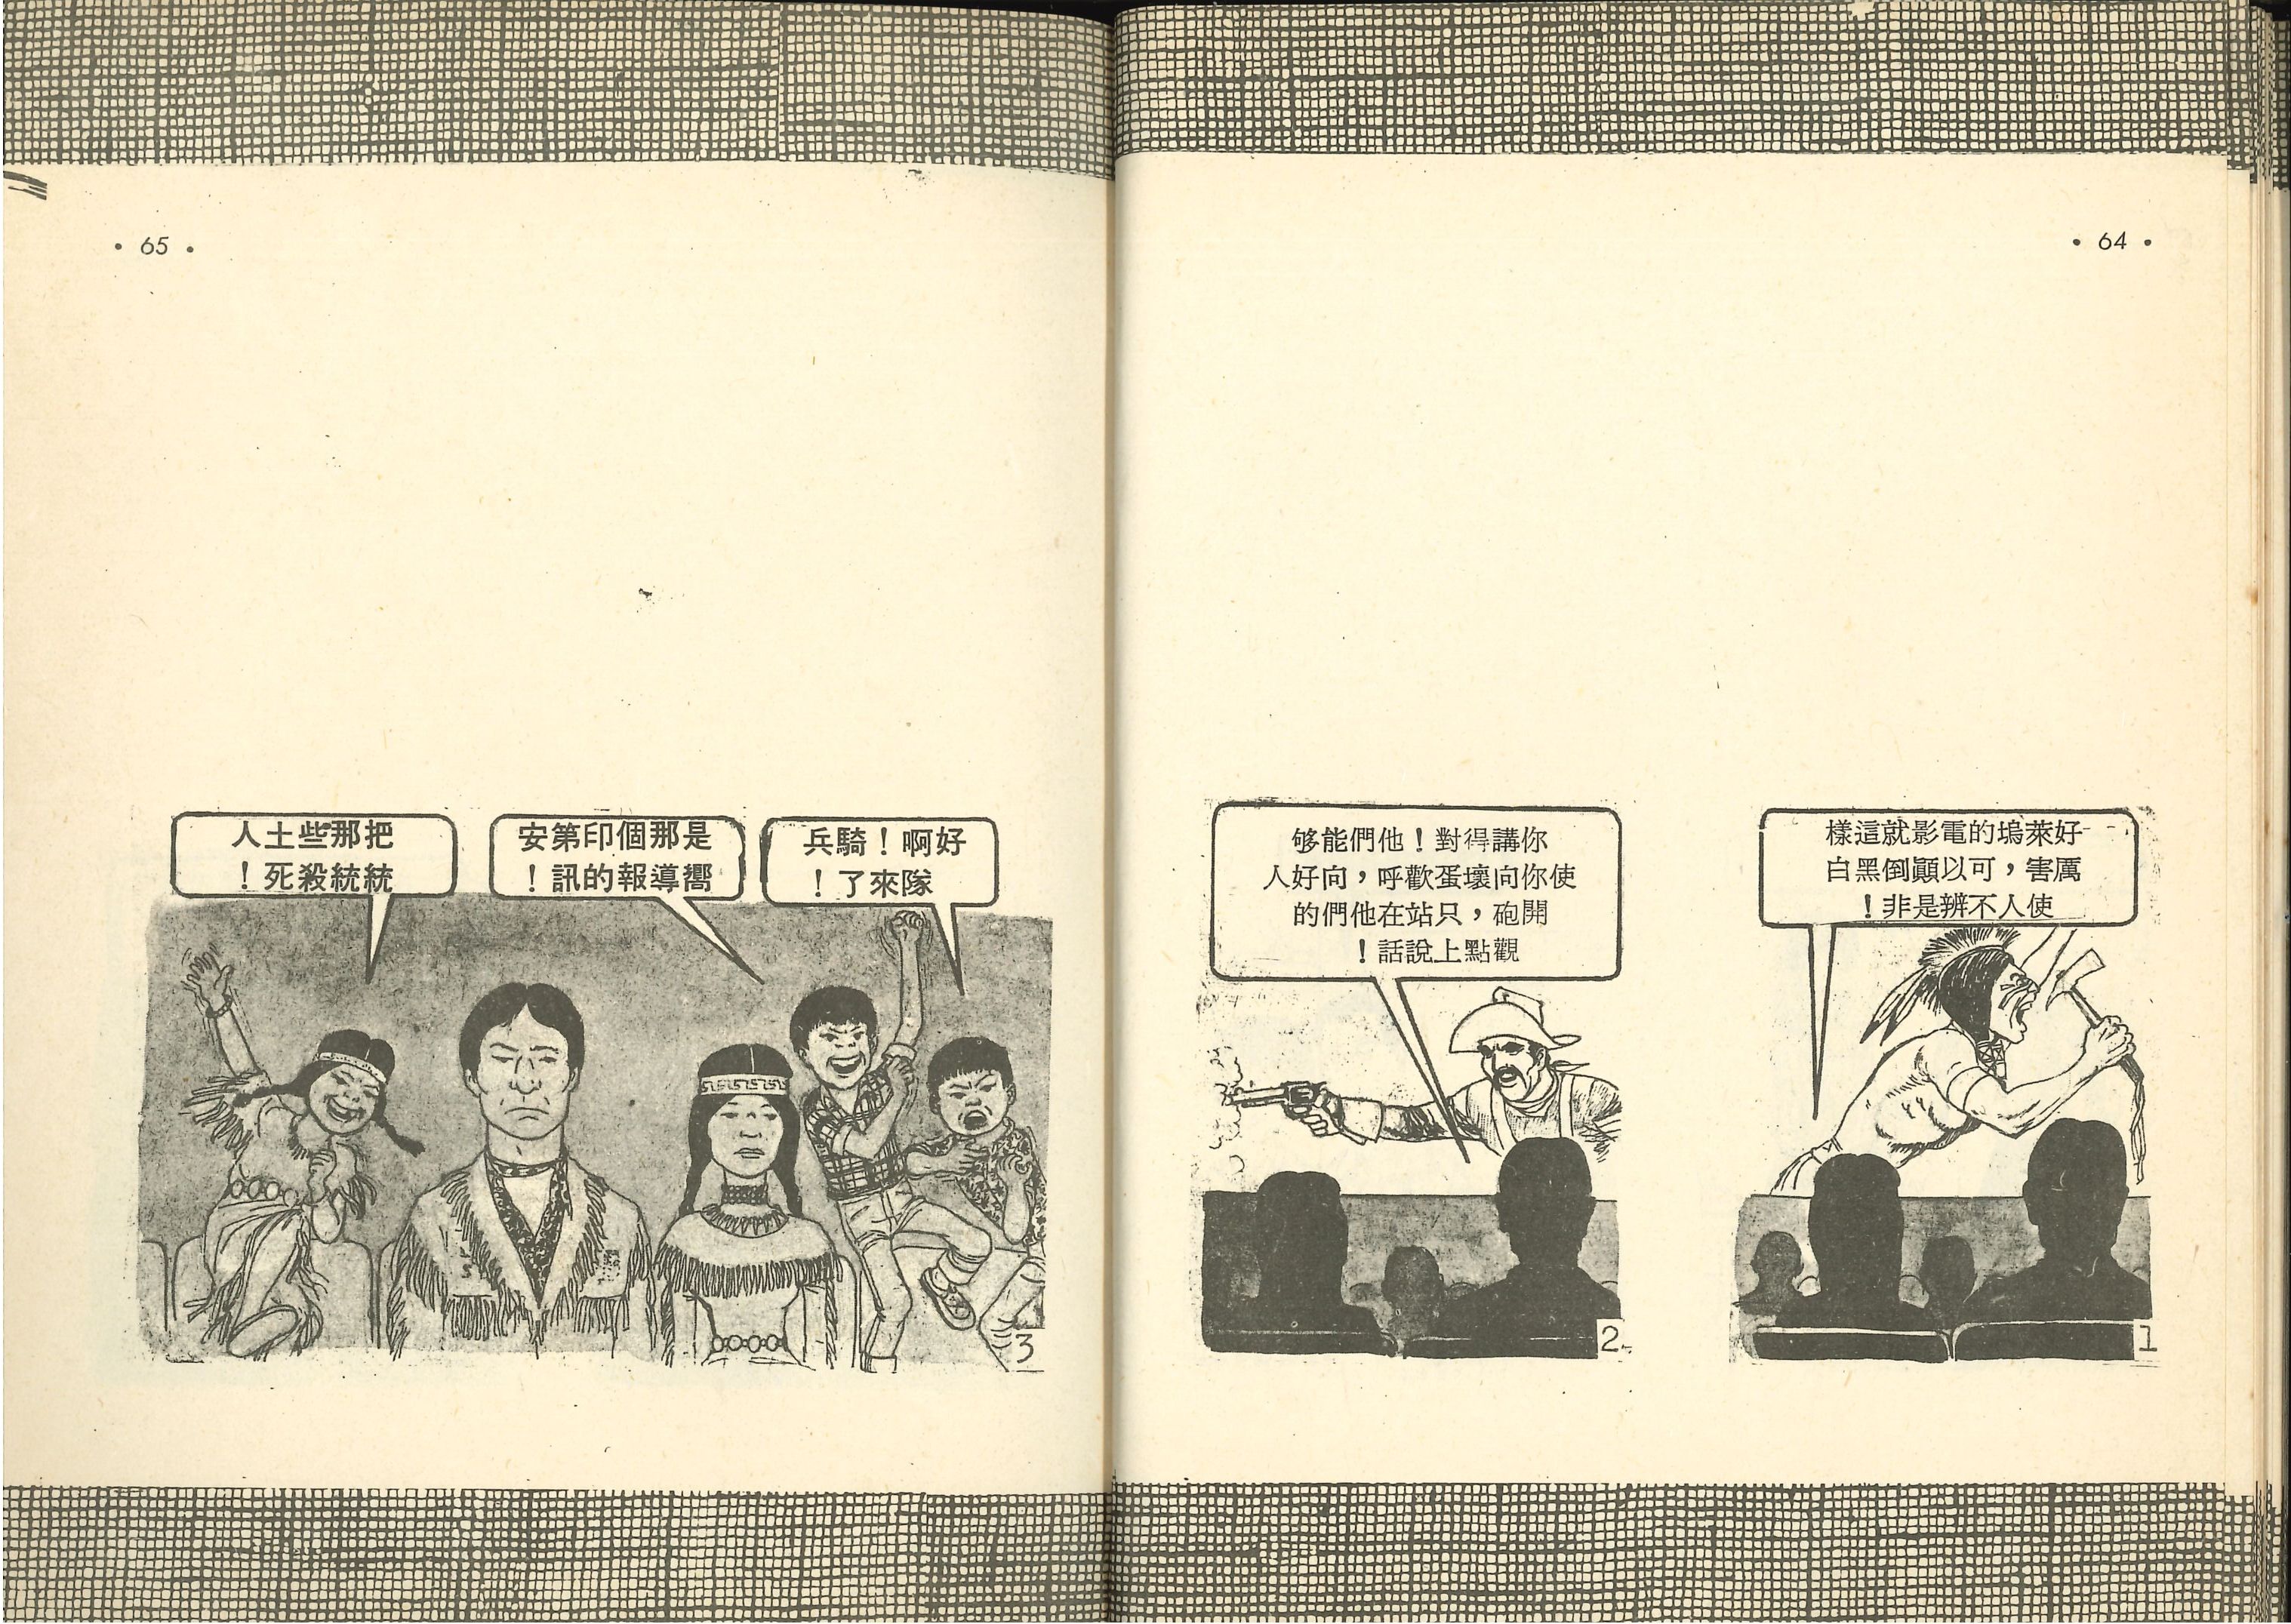 • 64 •
好萊塢的電影就這樣
厲害，可以顚倒黑白
使人不辨是非！
1
你講得對！他們能够
使你向壞蛋歡呼，向好人
開砲，只站在他們的
觀點上說話！
2
• 65 •
好啊！騎兵
隊來了！
是那個印第安
嚮導報的訊！
把那些土人
統統殺死！
3